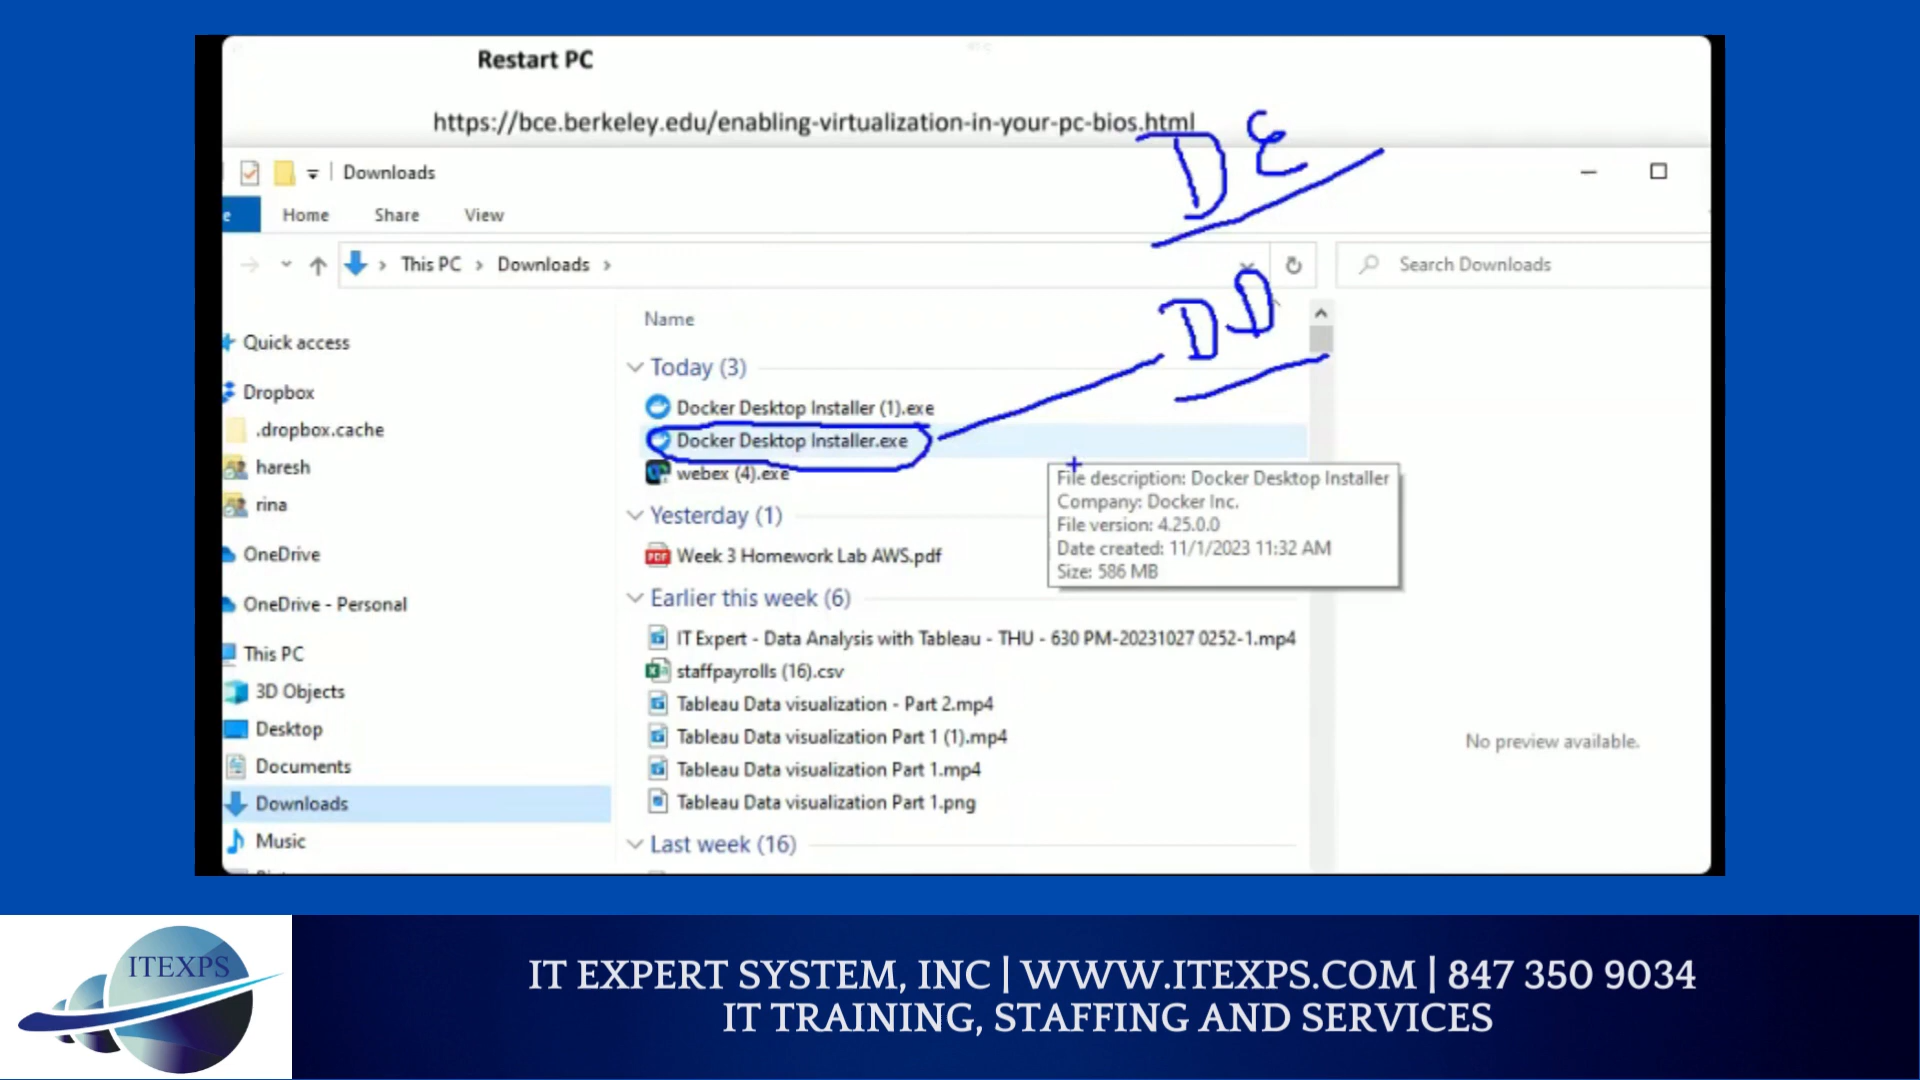 Restart PC
https://bce.berkeley.edu/enabling-virtualization-in-your-pc-bios.html
DE
Downloads
e Home Share View
This PC > Downloads >
Search Downloads
DD
Name
Quick access
Dropbox
.dropbox.cache
haresh
rina
OneDrive
OneDrive - Personal
This PC
3D Objects
Desktop
Documents
Downloads
Music
Today (3)
Docker Desktop Installer (1).exe
Docker Desktop Installer.exe
webex (4).exe
Yesterday (1)
Week 3 Homework Lab AWS.pdf
Earlier this week (6)
IT Expert - Data Analysis with Tableau - THU - 630 PM-20231027 0252-1.mp4
staffpayrolls (16).csv
Tableau Data visualization - Part 2.mp4
Tableau Data visualization Part 1 (1).mp4
Tableau Data visualization Part 1.mp4
Tableau Data visualization Part 1.png
Last week (16)
File description: Docker Desktop Installer
Company: Docker Inc.
File version: 4.25.0.0
Date created: 11/1/2023 11:32 AM
Size: 586 MB
No preview available.
ITEXPS
IT EXPERT SYSTEM, INC | WWW.ITEXPS.COM | 847 350 9034
IT TRAINING, STAFFING AND SERVICES